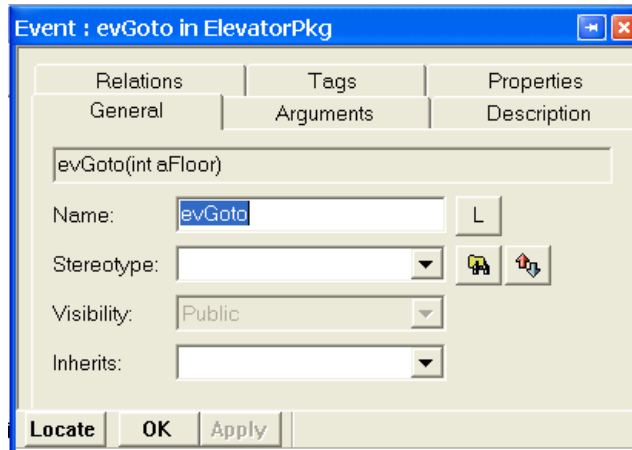 Event : evGoto in ElevatorPkg
Relations Tags Properties
General Arguments Description
evGoto(int aFloor)
Name: evGoto L
Stereotype:
Visibility: Public
Inherits:
Locate OK Apply